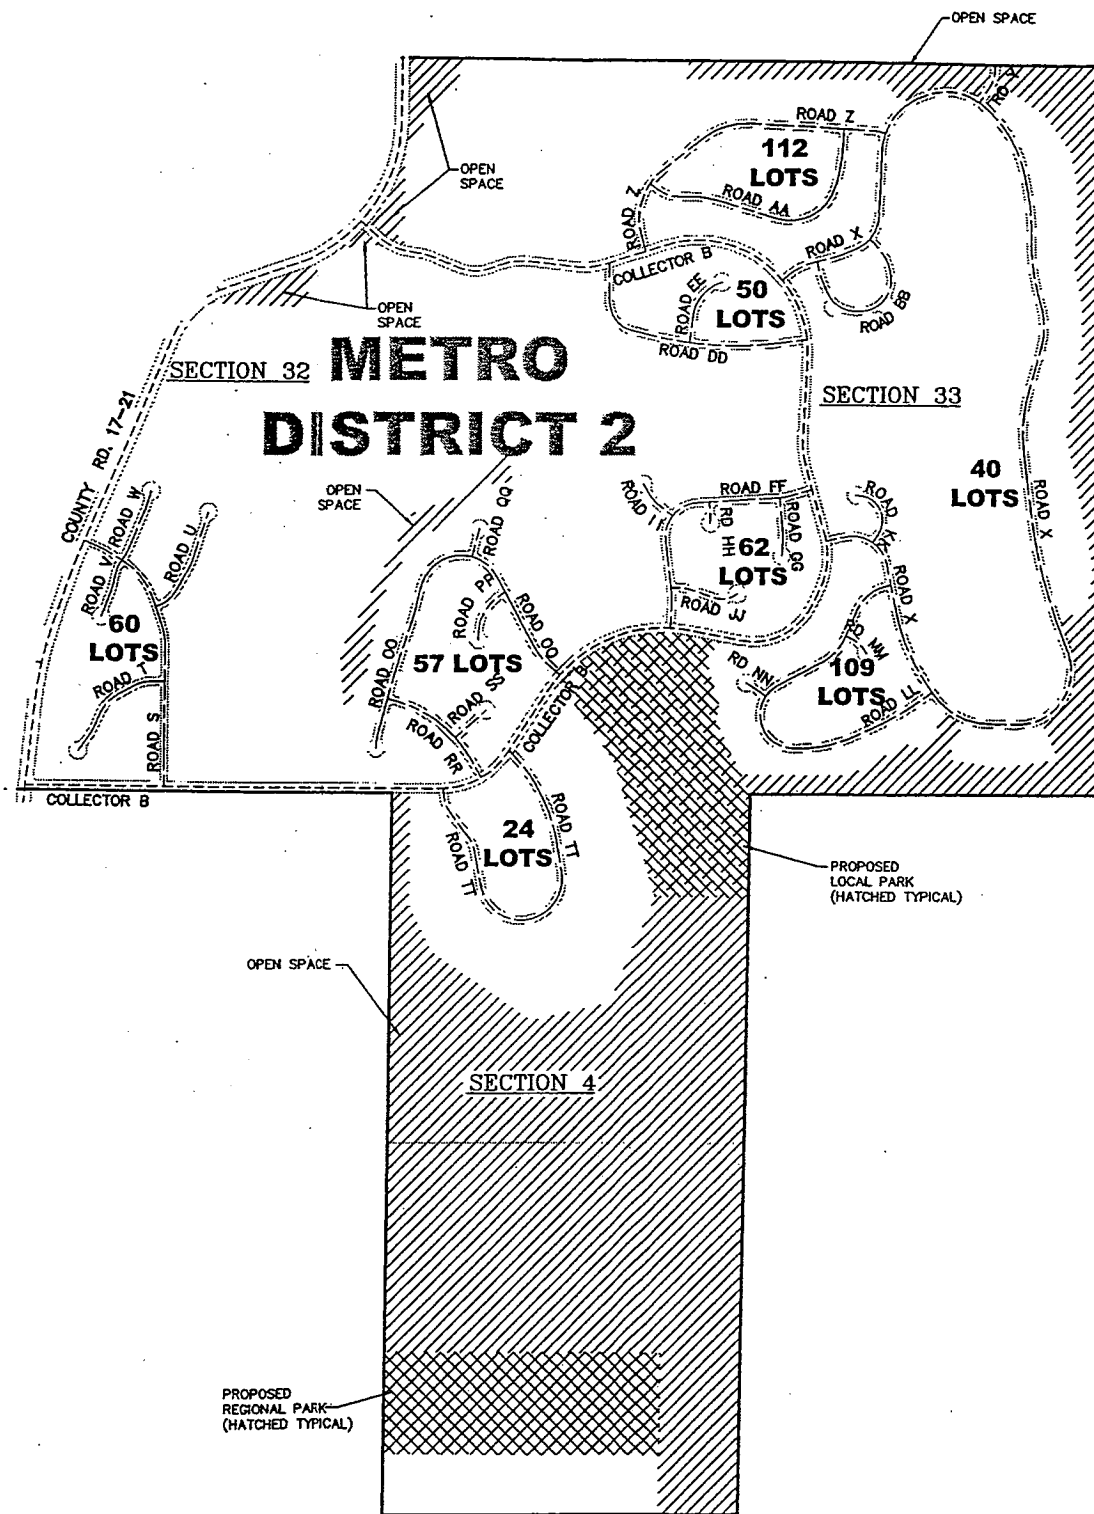 OPEN SPACE
ROAD Z
RD Y
112
LOTS
OPEN
SPACE
ROAD AA
ROAD Z
ROAD X
COLLECTOR B
ROAD EE
50
LOTS
ROAD BB
OPEN
SPACE
ROAD DD
SECTION 32
METRO
DISTRICT 2
SECTION 33
COUNTY RD. 17-21
40
LOTS
ROAD X
OPEN
SPACE
ROAD QQ
ROAD II
ROAD FF
RD HH
ROAD GG
62
LOTS
ROAD JJ
ROAD KK
ROAD X
ROAD W
ROAD U
ROAD V
60
LOTS
ROAD T
ROAD S
ROAD PP
ROAD OO
ROAD QQ
57 LOTS
ROAD SS
ROAD RR
COLLECTOR B
RD NN
RD MM
109
LOTS
ROAD LL
COLLECTOR B
24
LOTS
ROAD TT
ROAD TT
PROPOSED
LOCAL PARK
(HATCHED TYPICAL)
OPEN SPACE
SECTION 4
PROPOSED
REGIONAL PARK
(HATCHED TYPICAL)